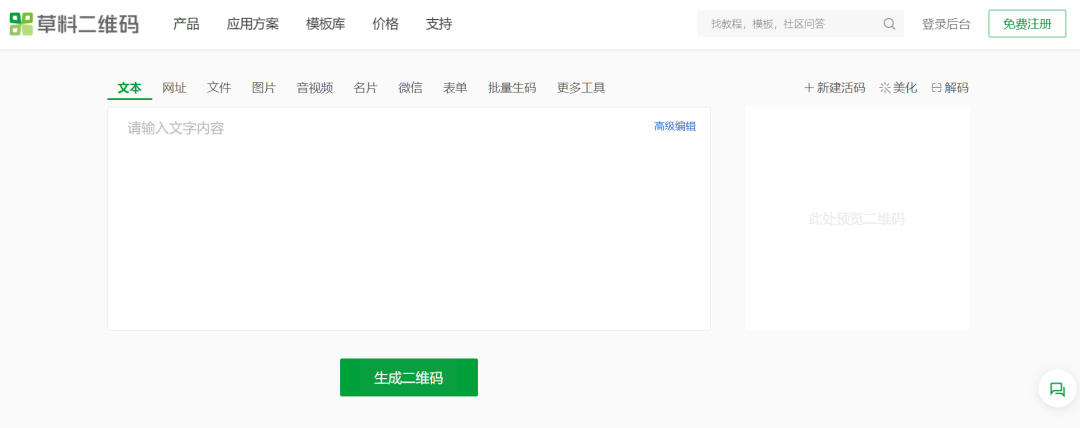 草料二维码 产品 应用方案 模板库 价格 支持 找教程，模板，社区问答 登录后台 免费注册
文本 网址 文件 图片 音视频 名片 微信 表单 批量生码 更多工具 新建活码 美化 解码
请输入文字内容 高级编辑
此处预览二维码
生成二维码